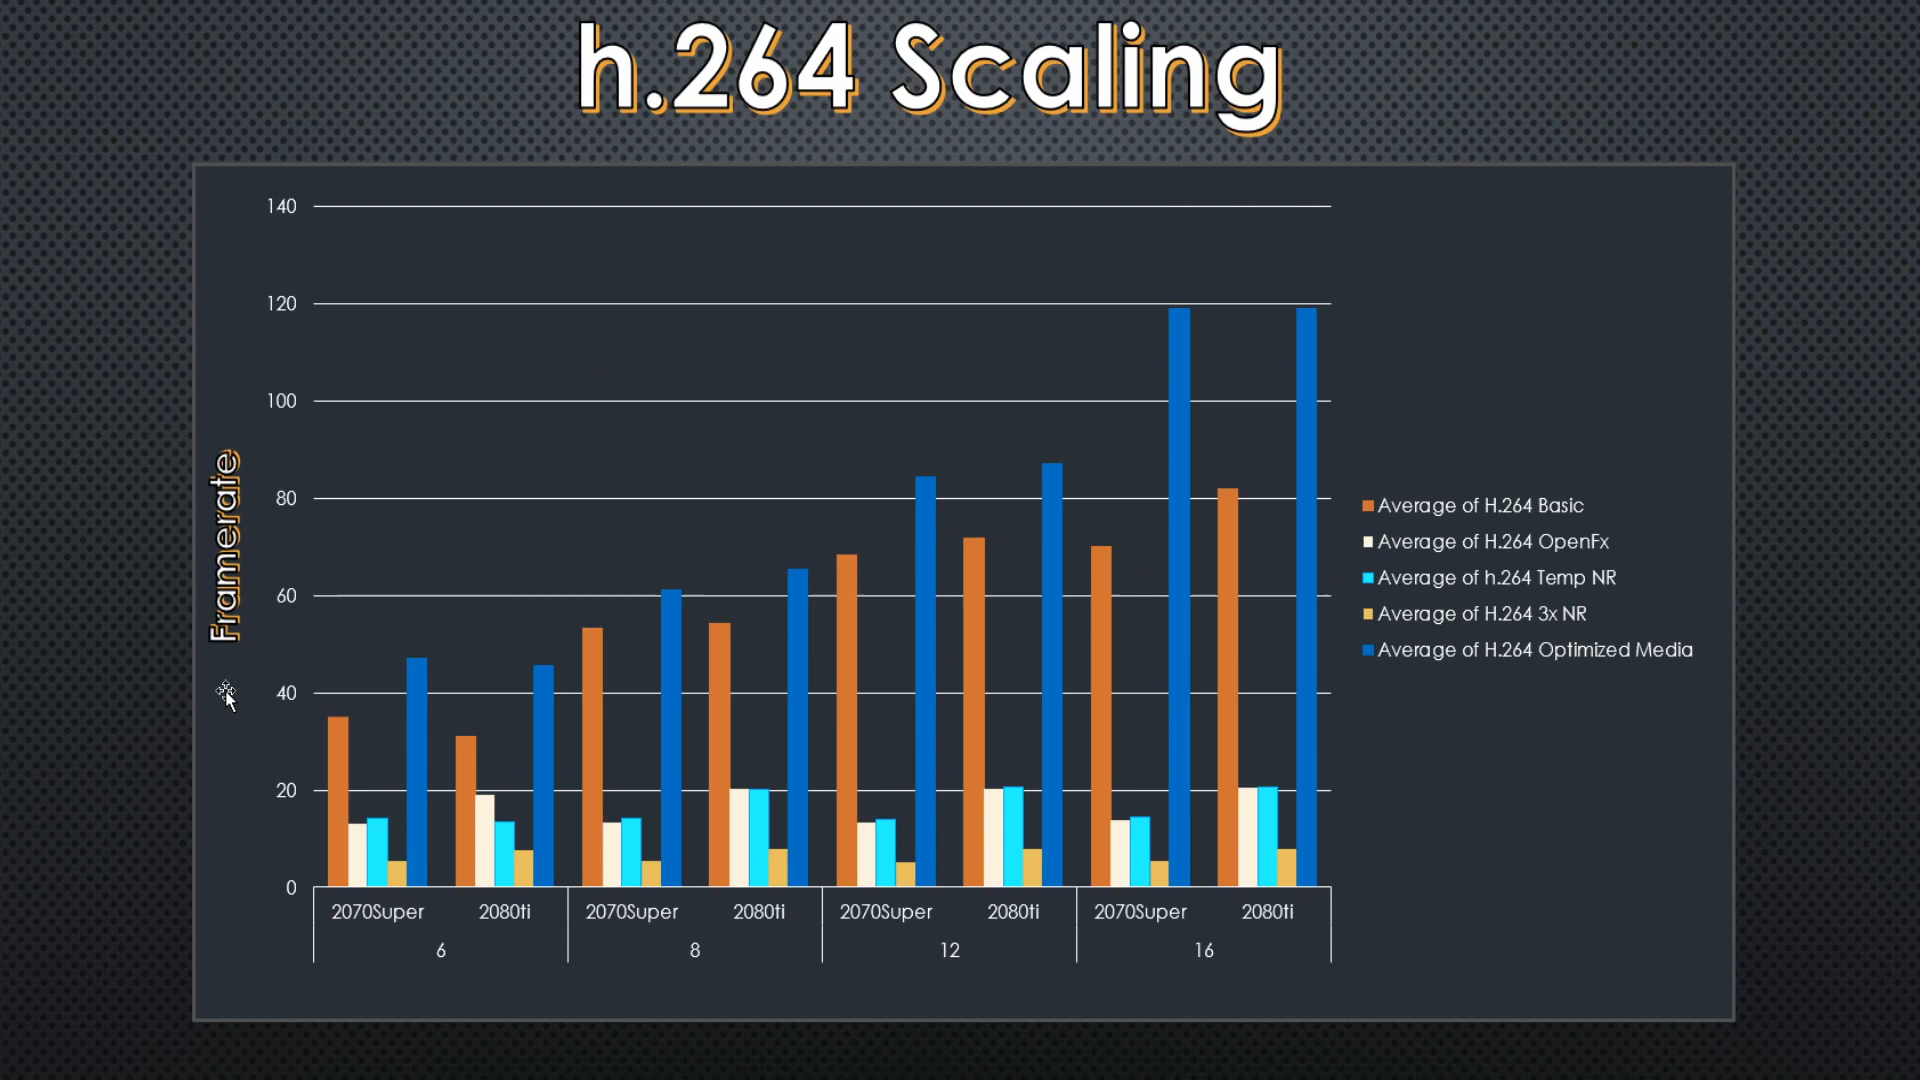 h.264 Scaling
Framerate
140
120
100
80
60
40
20
0
2070Super 2080ti 2070Super 2080ti 2070Super 2080ti 2070Super 2080ti
6 8 12 16
Average of H.264 Basic
Average of H.264 OpenFx
Average of h.264 Temp NR
Average of H.264 3x NR
Average of H.264 Optimized Media